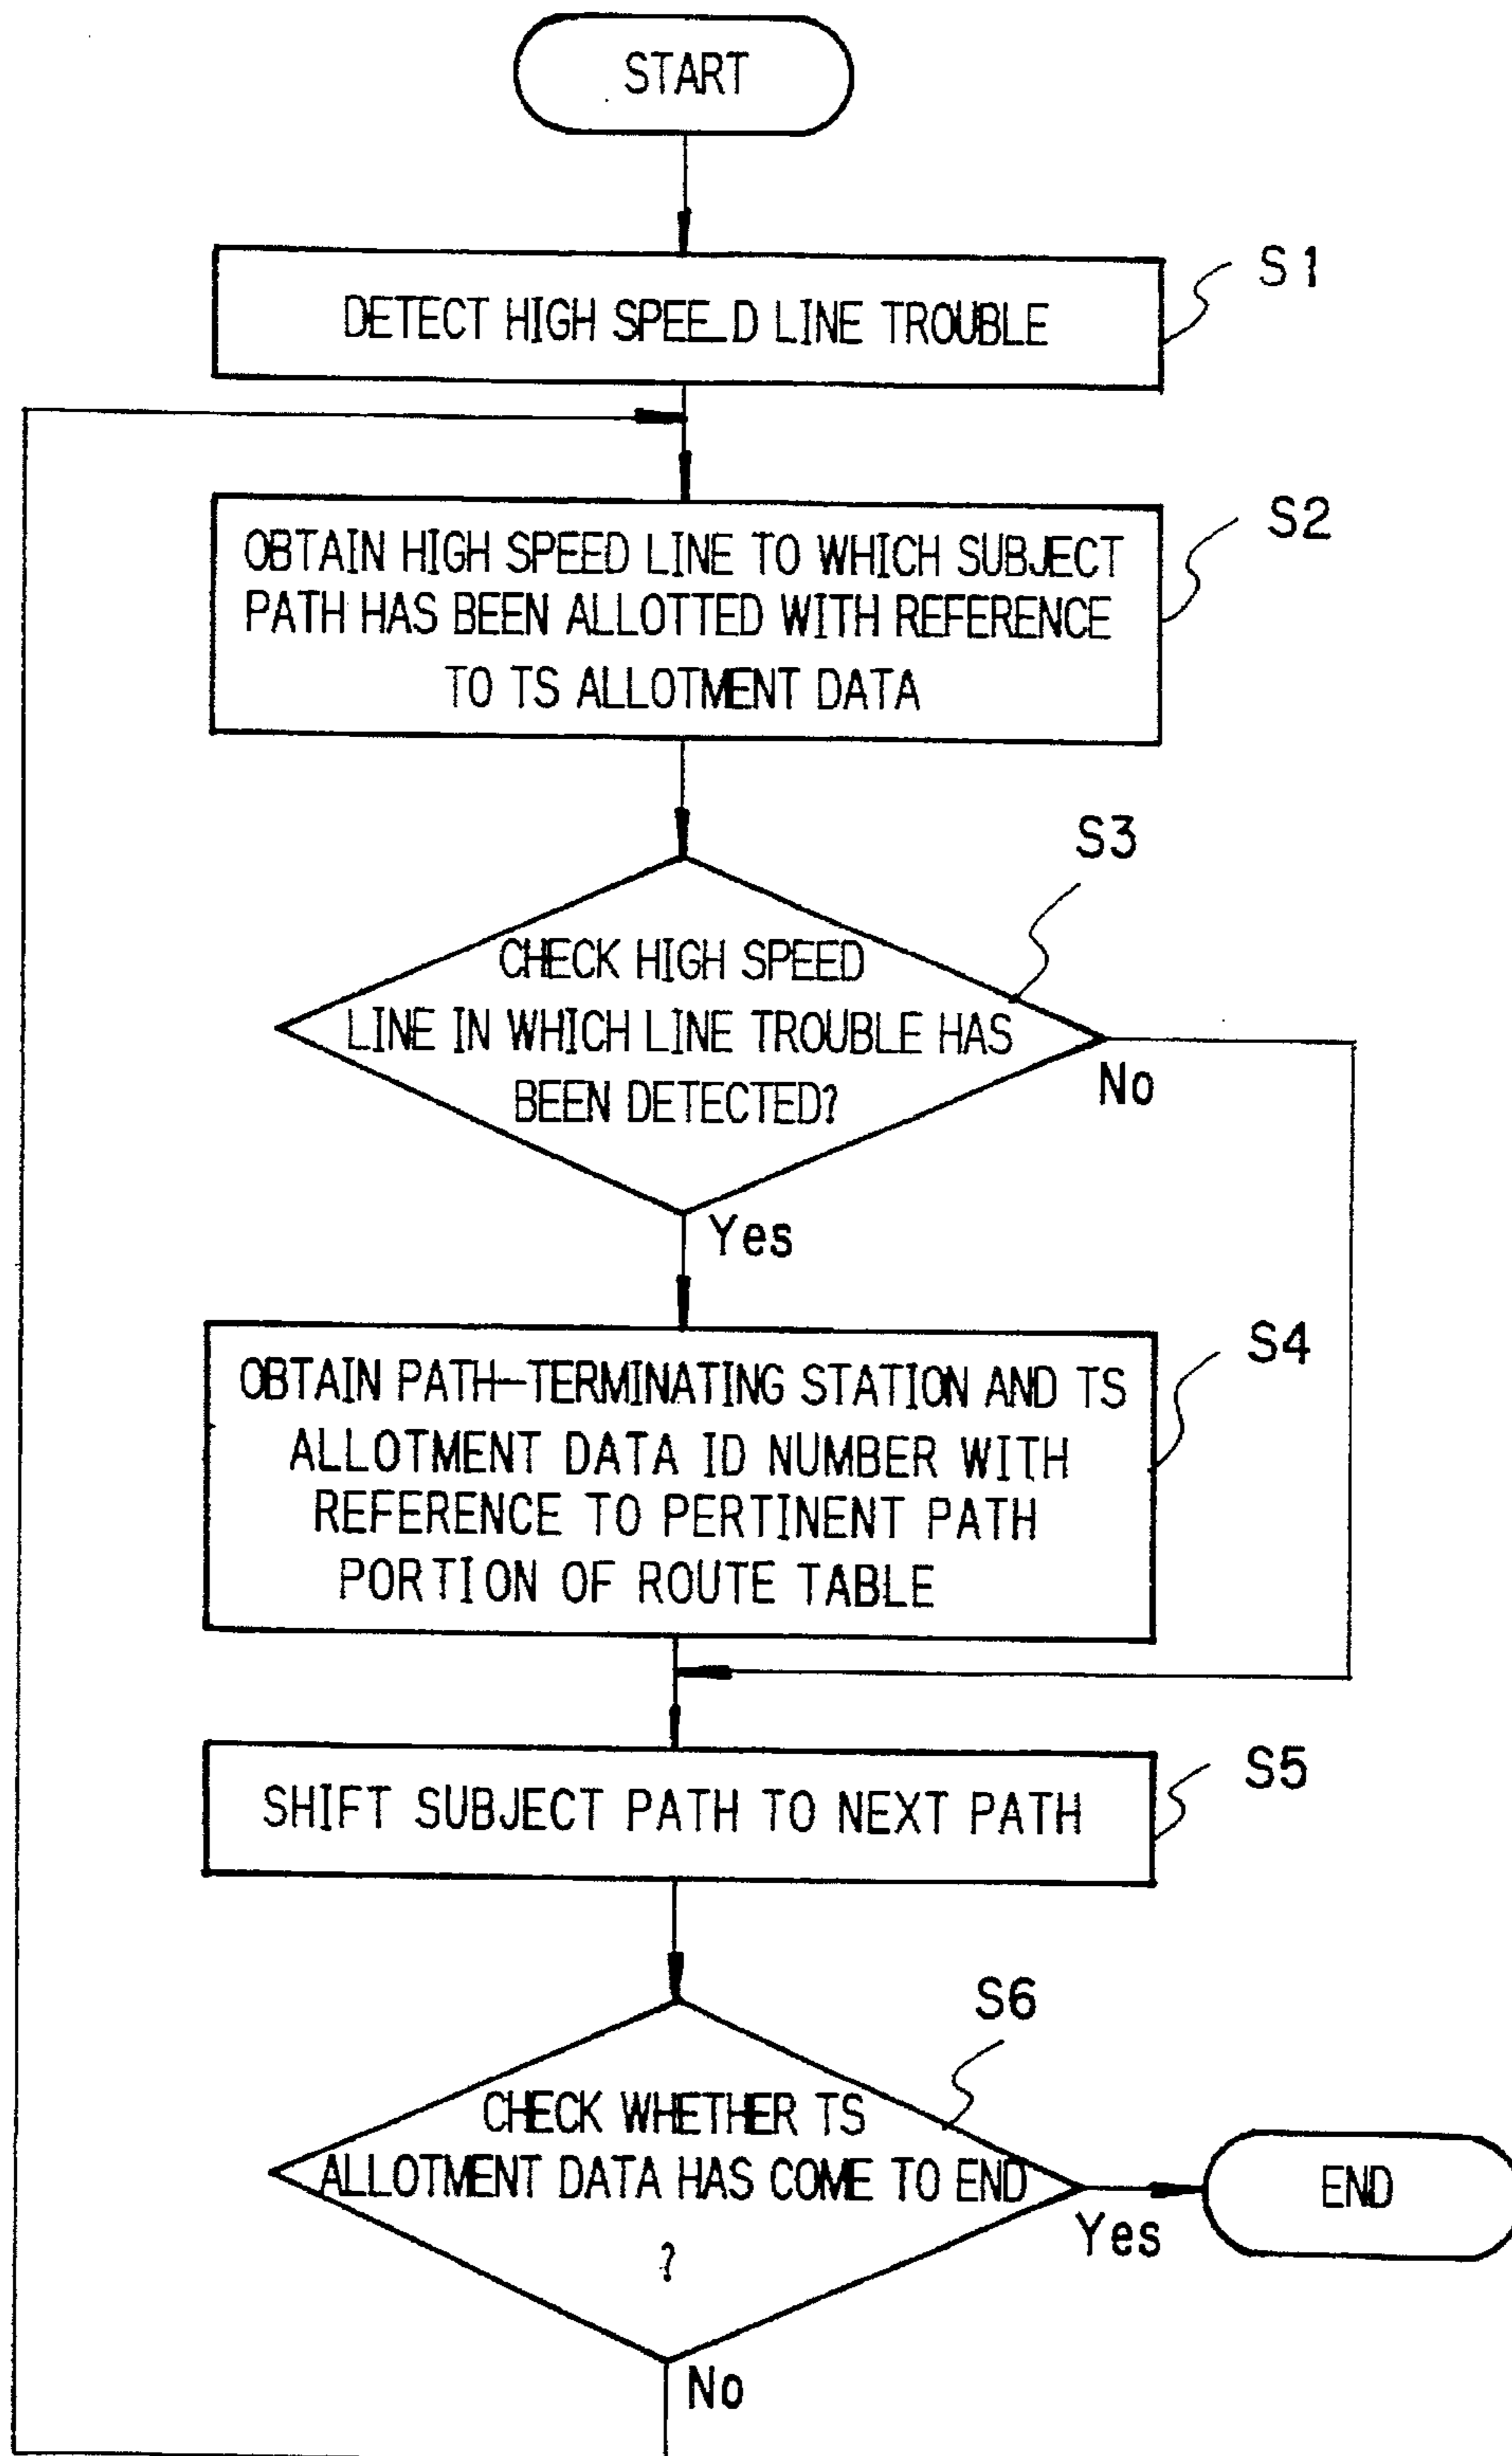 START
S1
DETECT HIGH SPEED LINE TROUBLE
S2
OBTAIN HIGH SPEED LINE TO WHICH SUBJECT
PATH HAS BEEN ALLOTTED WITH REFERENCE
TO TS ALLOTMENT DATA
S3
CHECK HIGH SPEED
LINE IN WHICH LINE TROUBLE HAS
BEEN DETECTED?
No
Yes
S4
OBTAIN PATH-TERMINATING STATION AND TS
ALLOTMENT DATA ID NUMBER WITH
REFERENCE TO PERTINENT PATH
PORTION OF ROUTE TABLE
S5
SHIFT SUBJECT PATH TO NEXT PATH
S6
CHECK WHETHER TS
ALLOTMENT DATA HAS COME TO END
?
Yes
END
No